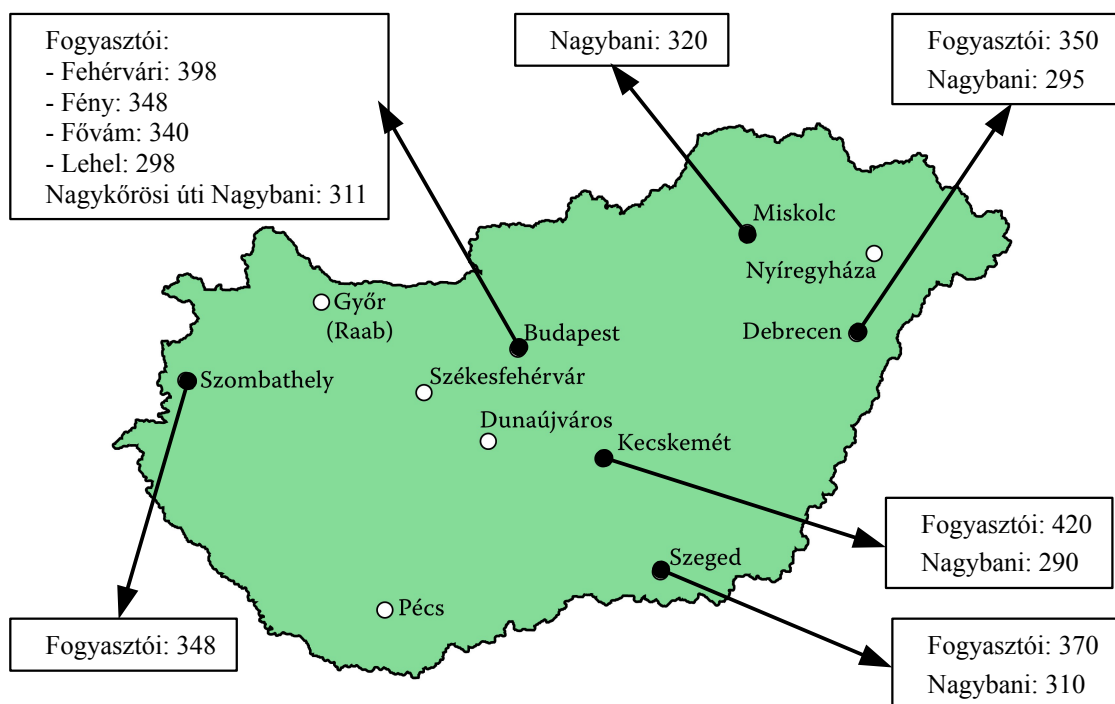 Fogyasztói:
- Fehérvári: 398
- Fény: 348
- Fővám: 340
- Lehel: 298
Nagykőrösi úti Nagybani: 311
Nagybani: 320
Fogyasztói: 350
Nagybani: 295
Miskolc
Nyíregyháza
Győr
(Raab)
Budapest
Debrecen
Szombathely
Székesfehérvár
Dunaújváros
Kecskemét
Fogyasztói: 420
Nagybani: 290
Szeged
Pécs
Fogyasztói: 348
Fogyasztói: 370
Nagybani: 310